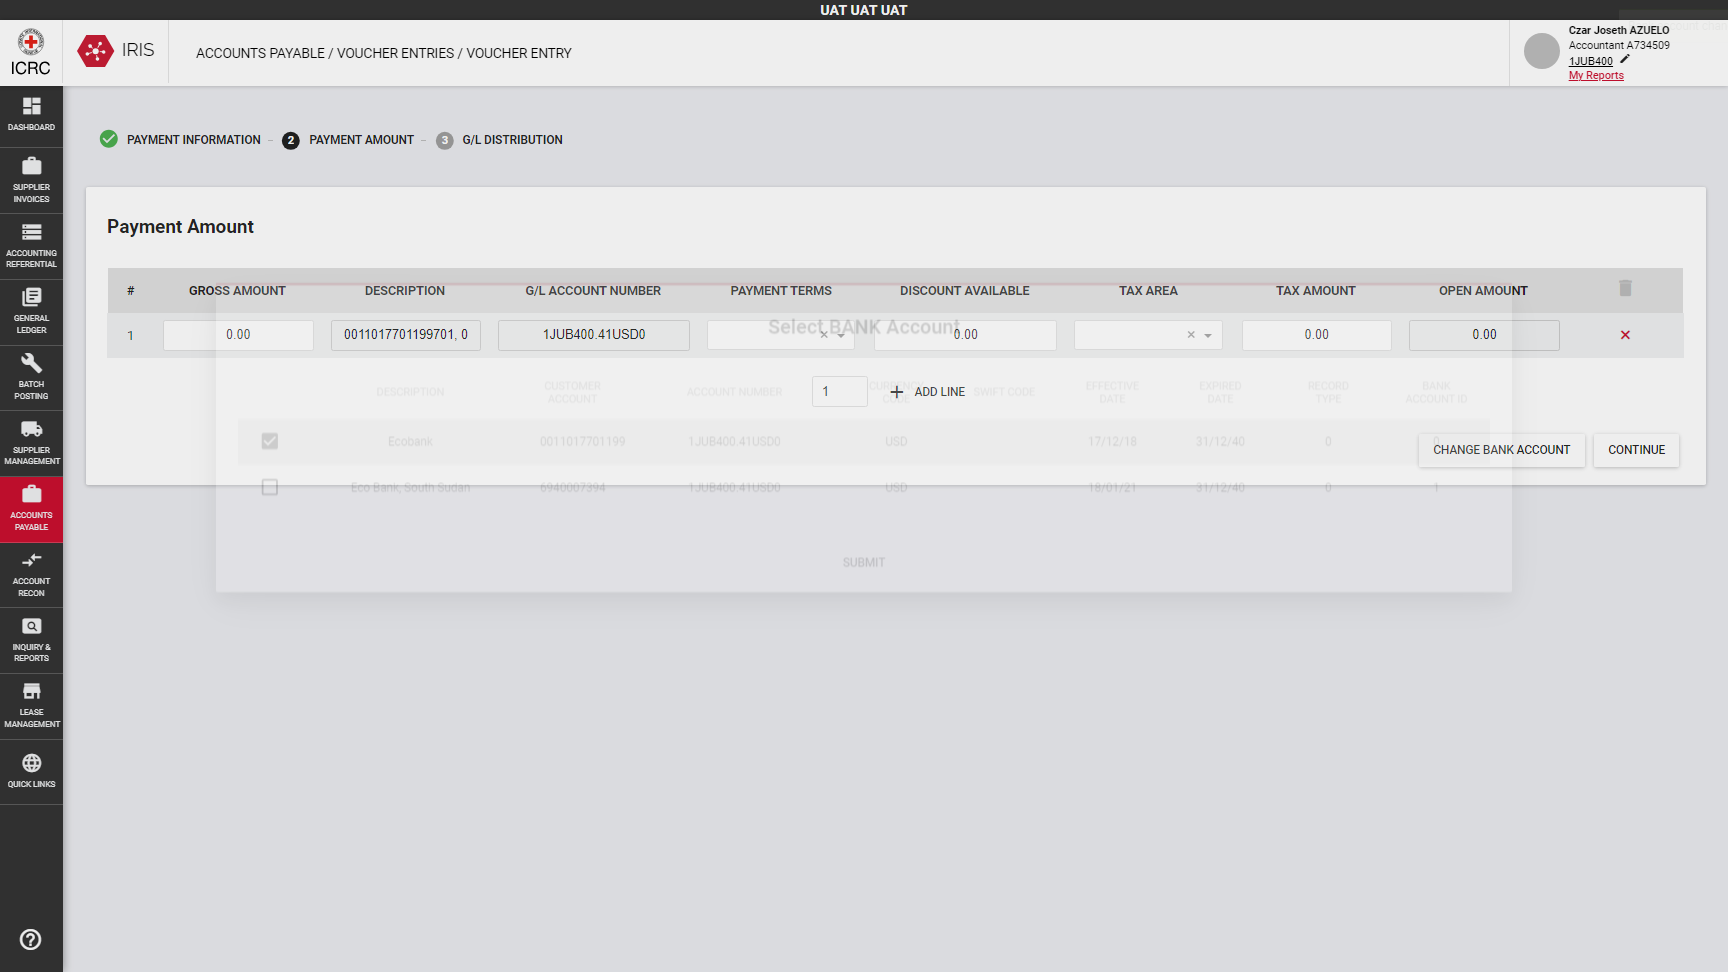 UAT UAT UAT
ICRC
IRIS
ACCOUNTS PAYABLE / VOUCHER ENTRIES / VOUCHER ENTRY
Czar Joseth AZUELO
Accountant A734509
1JUB400
My Reports
DASHBOARD
SUPPLIER
INVOICES
ACCOUNTING
REFERENTIAL
GENERAL
LEDGER
BATCH
POSTING
SUPPLIER
MANAGEMENT
ACCOUNTS
PAYABLE
ACCOUNT
RECON
INQUIRY &
REPORTS
LEASE
MANAGEMENT
QUICK LINKS
PAYMENT INFORMATION - 2 PAYMENT AMOUNT - 3 G/L DISTRIBUTION
Payment Amount
# GROSS AMOUNT DESCRIPTION G/L ACCOUNT NUMBER PAYMENT TERMS DISCOUNT AVAILABLE TAX AREA TAX AMOUNT OPEN AMOUNT
1 0.00 0011017701199701, 0 1JUB400.41USD0 0.00 0.00 0.00
1 + ADD LINE
CHANGE BANK ACCOUNT CONTINUE
Select BANK Account
DESCRIPTION CUSTOMER ACCOUNT ACCOUNT NUMBER CURRENCY CODE SWIFT CODE EFFECTIVE DATE EXPIRED DATE RECORD TYPE BANK ACCOUNT ID
Ecobank 0011017701199 1JUB400.41USD0 USD 17/12/18 31/12/40 0 0
Eco Bank, South Sudan 6940007394 1JUB400.41USD0 USD 18/01/21 31/12/40 0 1
SUBMIT